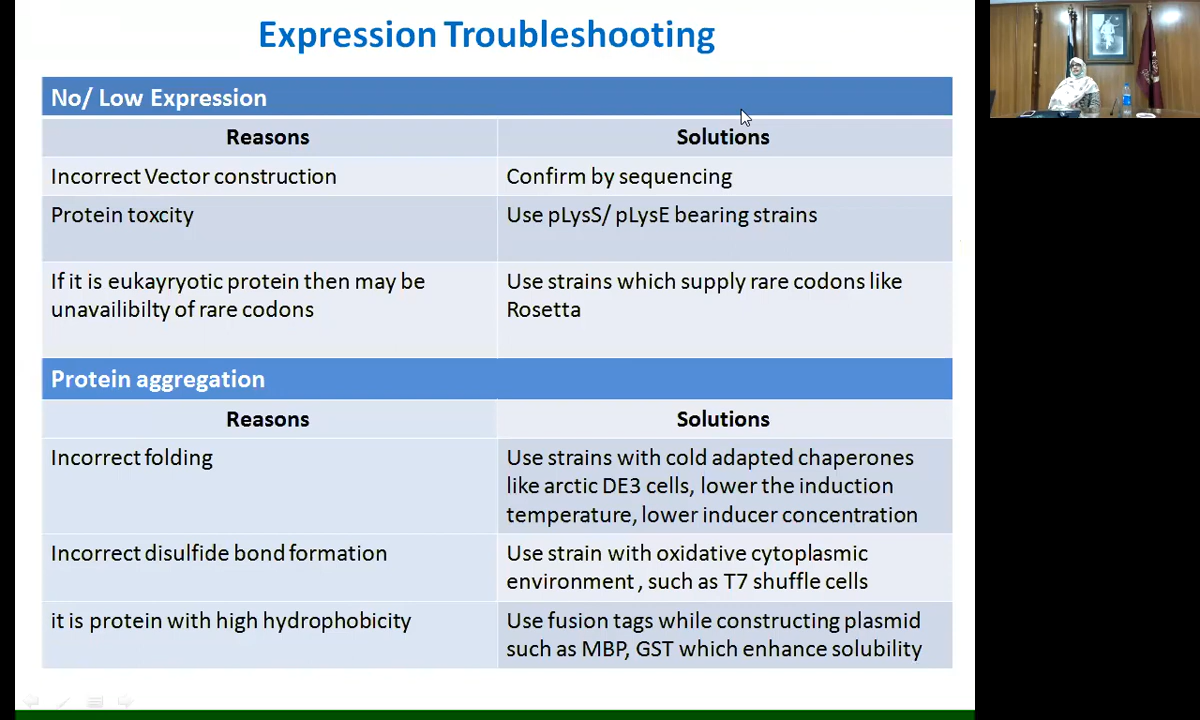 Expression Troubleshooting
No/ Low Expression
Reasons
Solutions
Incorrect Vector construction
Confirm by sequencing
Protein toxcity
Use pLysS/ pLysE bearing strains
If it is eukayryotic protein then may be
unavailibilty of rare codons
Use strains which supply rare codons like
Rosetta
Protein aggregation
Reasons
Solutions
Incorrect folding
Use strains with cold adapted chaperones
like arctic DE3 cells, lower the induction
temperature, lower inducer concentration
Incorrect disulfide bond formation
Use strain with oxidative cytoplasmic
environment , such as T7 shuffle cells
it is protein with high hydrophobicity
Use fusion tags while constructing plasmid
such as MBP, GST which enhance solubility